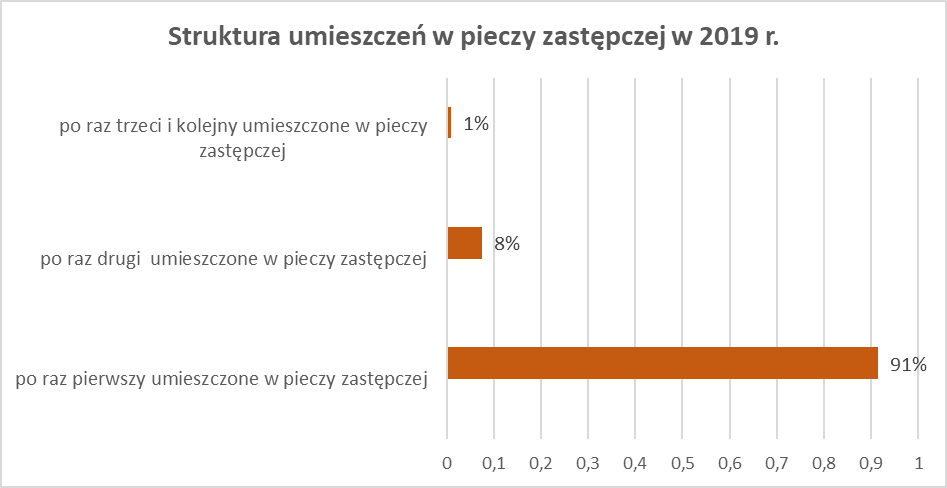 Struktura umieszczeń w pieczy zastępczej w 2019 r.
po raz trzeci i kolejny umieszczone w pieczy
zastępczej
1%
po raz drugi  umieszczone w pieczy zastępczej
8%
po raz pierwszy umieszczone w pieczy zastępczej
91%
0 0,1 0,2 0,3 0,4 0,5 0,6 0,7 0,8 0,9 1